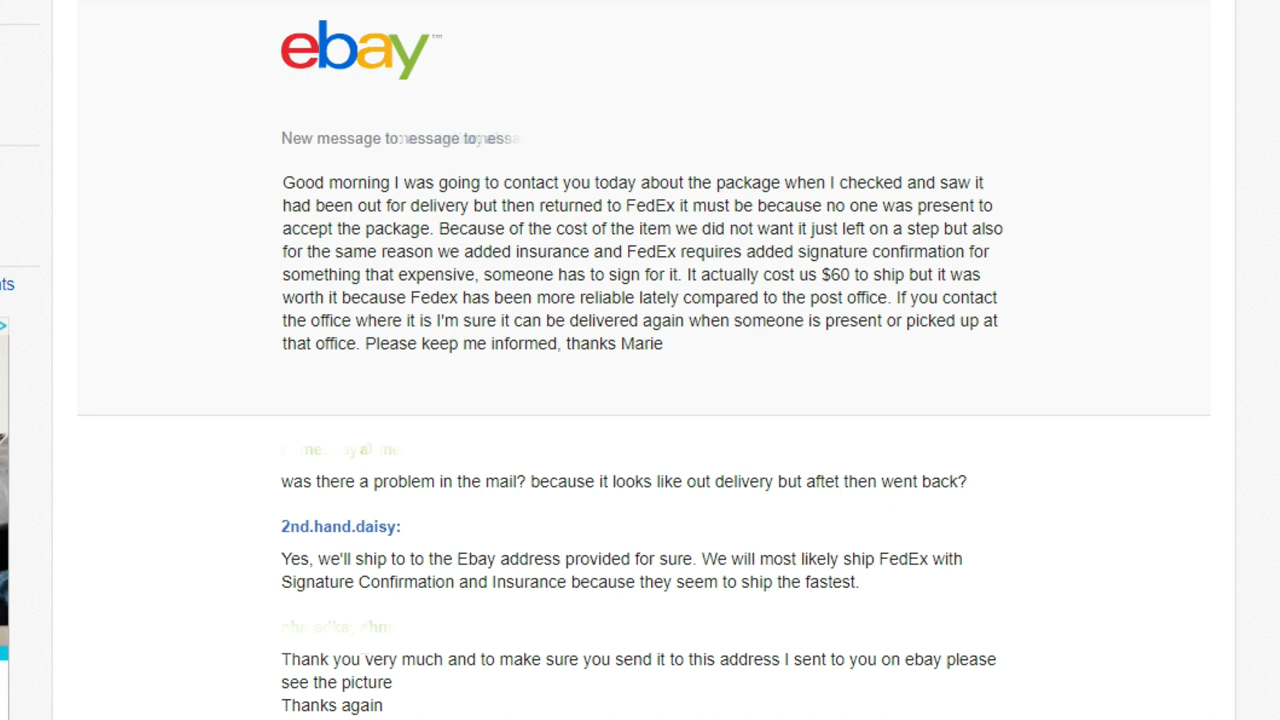 ebay™
New message to
Good morning I was going to contact you today about the package when I checked and saw it
had been out for delivery but then returned to FedEx it must be because no one was present to
accept the package. Because of the cost of the item we did not want it just left on a step but also
for the same reason we added insurance and FedEx requires added signature confirmation for
something that expensive, someone has to sign for it. It actually cost us $60 to ship but it was
worth it because Fedex has been more reliable lately compared to the post office. If you contact
the office where it is I'm sure it can be delivered again when someone is present or picked up at
that office. Please keep me informed, thanks Marie
was there a problem in the mail? because it looks like out delivery but aftet then went back?
2nd.hand.daisy:
Yes, we'll ship to to the Ebay address provided for sure. We will most likely ship FedEx with
Signature Confirmation and Insurance because they seem to ship the fastest.
Thank you very much and to make sure you send it to this address I sent to you on ebay please
see the picture
Thanks again